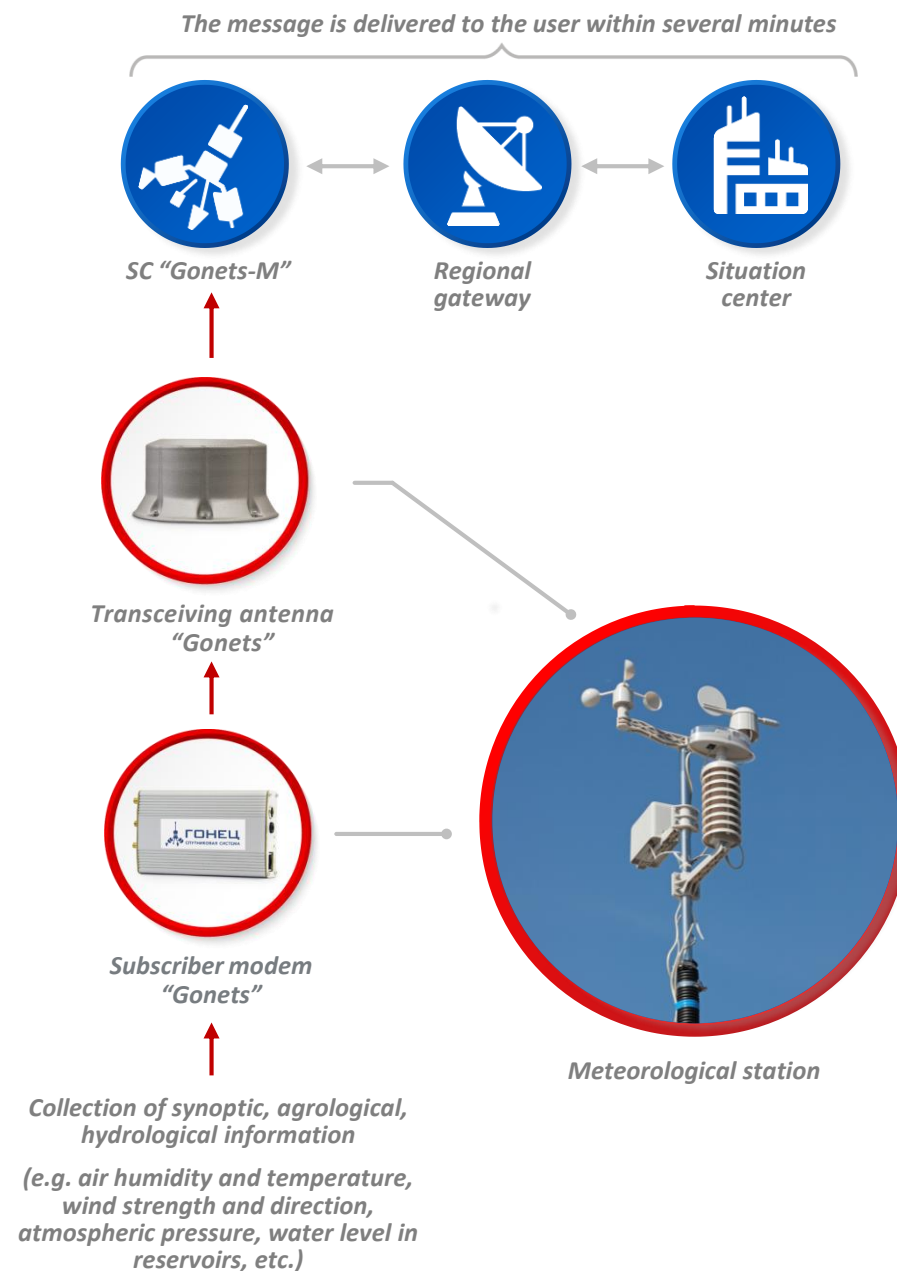 The message is delivered to the user within several minutes
SC “Gonets-M”
Regional
gateway
Situation
center
Transceiving antenna
“Gonets”
ГОНЕЦ
СПУТНИКОВАЯ СИСТЕМА
Subscriber modem
“Gonets”
Meteorological station
Collection of synoptic, agrological,
hydrological information
(e.g. air humidity and temperature,
wind strength and direction,
atmospheric pressure, water level in
reservoirs, etc.)